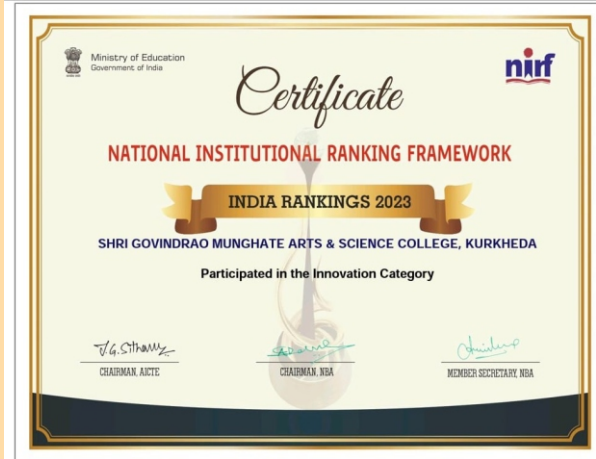 Ministry of Education
Government of India
nirf
Certificate
NATIONAL INSTITUTIONAL RANKING FRAMEWORK
INDIA RANKINGS 2023
SHRI GOVINDRAO MUNGHATE ARTS & SCIENCE COLLEGE, KURKHEDA
Participated in the Innovation Category
CHAIRMAN, AICTE
CHAIRMAN, NBA
MEMBER SECRETARY, NBA